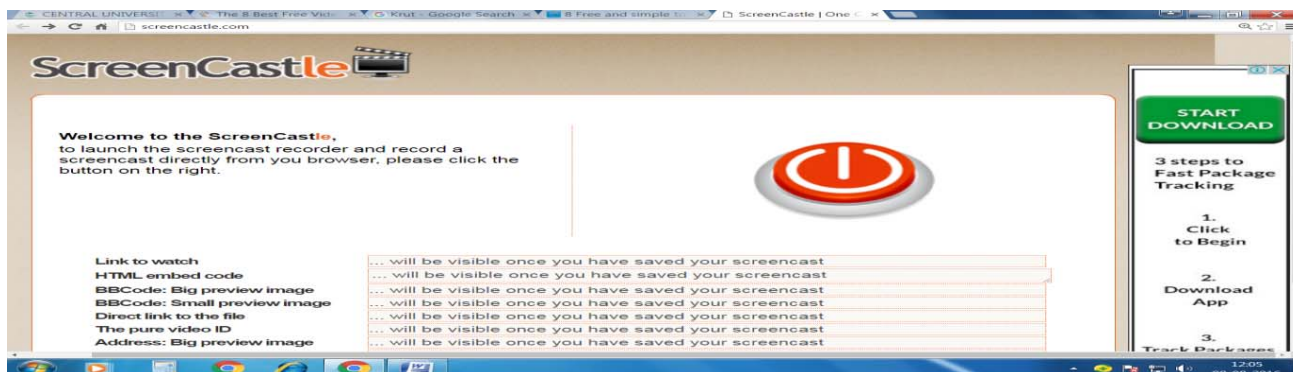 CENTRAL UNIVERSIT
The 8 Best Free Vide
Krut - Google Search
8 Free and simple to
ScreenCastle | One C
screencastle.com
ScreenCastle
Welcome to the ScreenCastle,
to launch the screencast recorder and record a
screencast directly from you browser, please click the
button on the right.
Link to watch ... will be visible once you have saved your screencast
HTML embed code ... will be visible once you have saved your screencast
BBCode: Big preview image ... will be visible once you have saved your screencast
BBCode: Small preview image ... will be visible once you have saved your screencast
Direct link to the file ... will be visible once you have saved your screencast
The pure video ID ... will be visible once you have saved your screencast
Address: Big preview image ... will be visible once you have saved your screencast
START
DOWNLOAD
3 steps to
Fast Package
Tracking
1.
Click
to Begin
2.
Download
App
3.
Track Packages
12:05